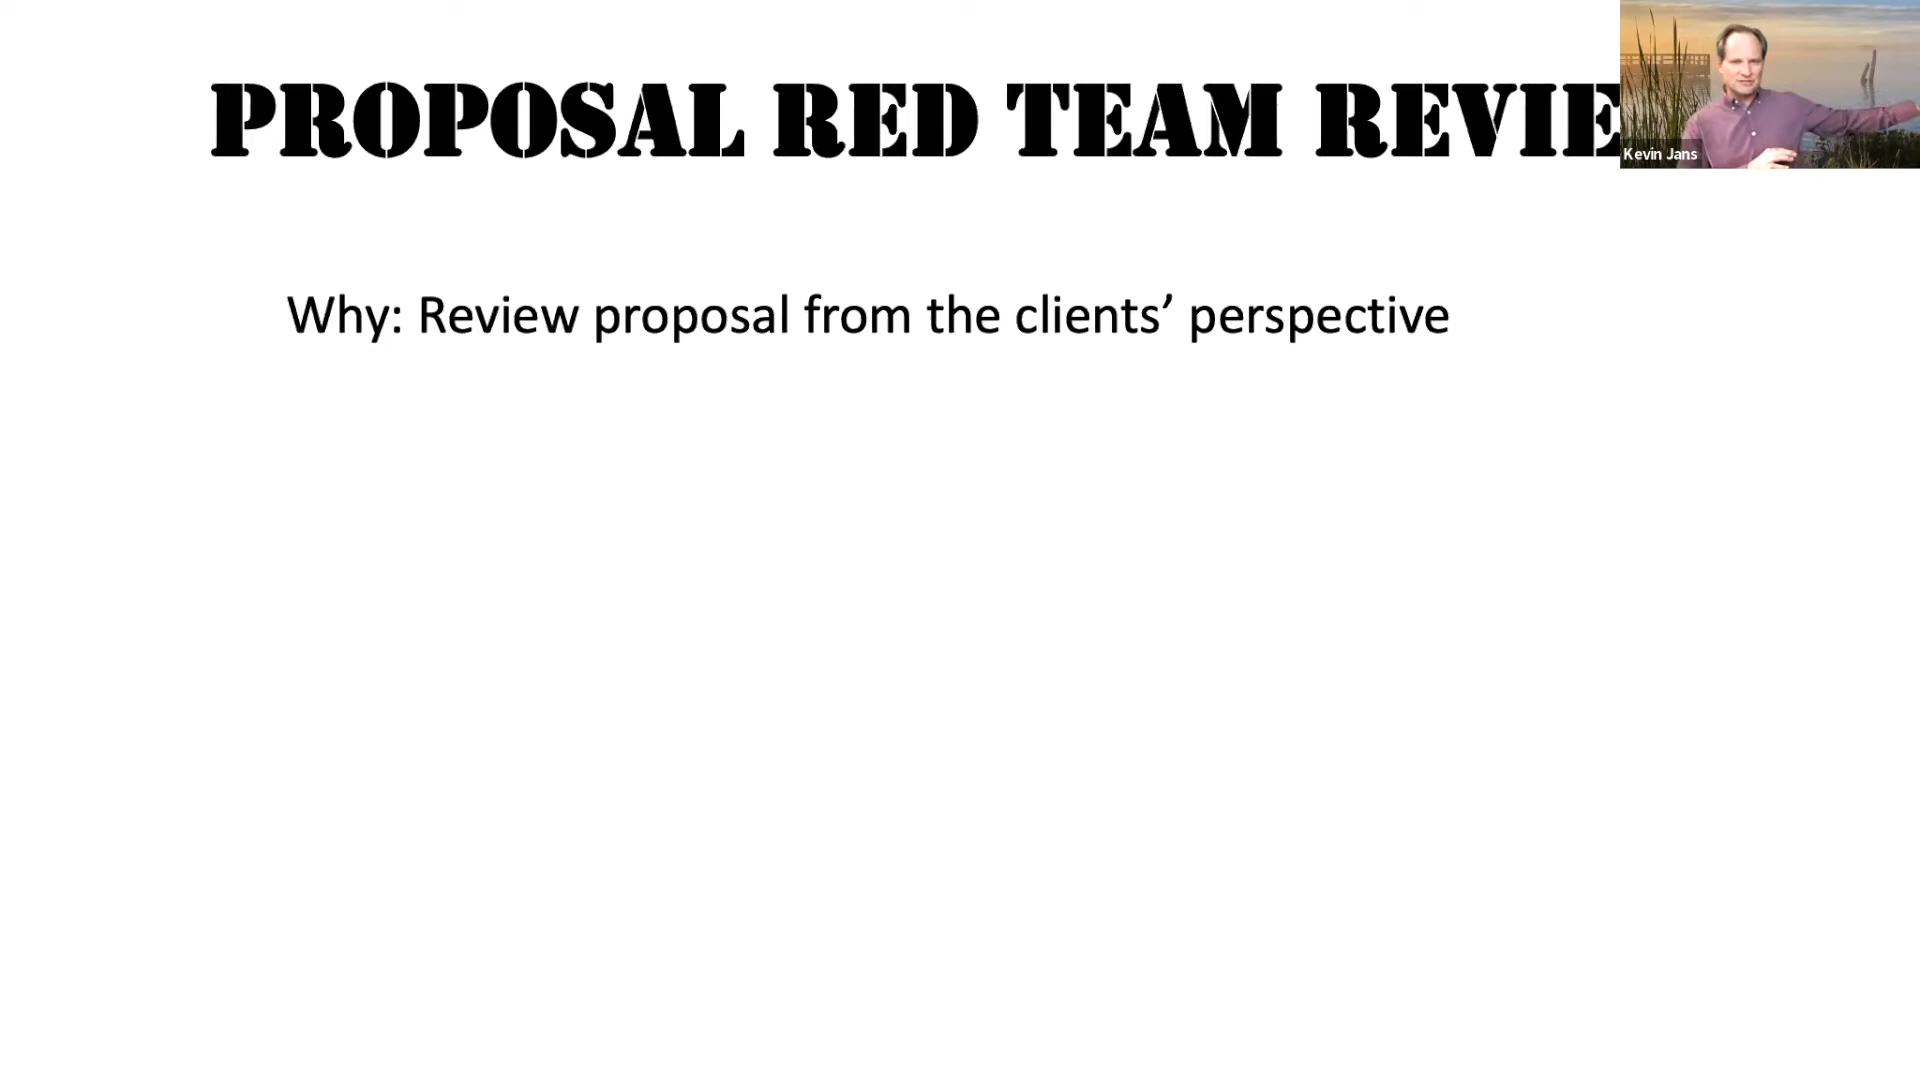 PROPOSAL RED TEAM REVIE
Kevin Jans
Why: Review proposal from the clients’ perspective